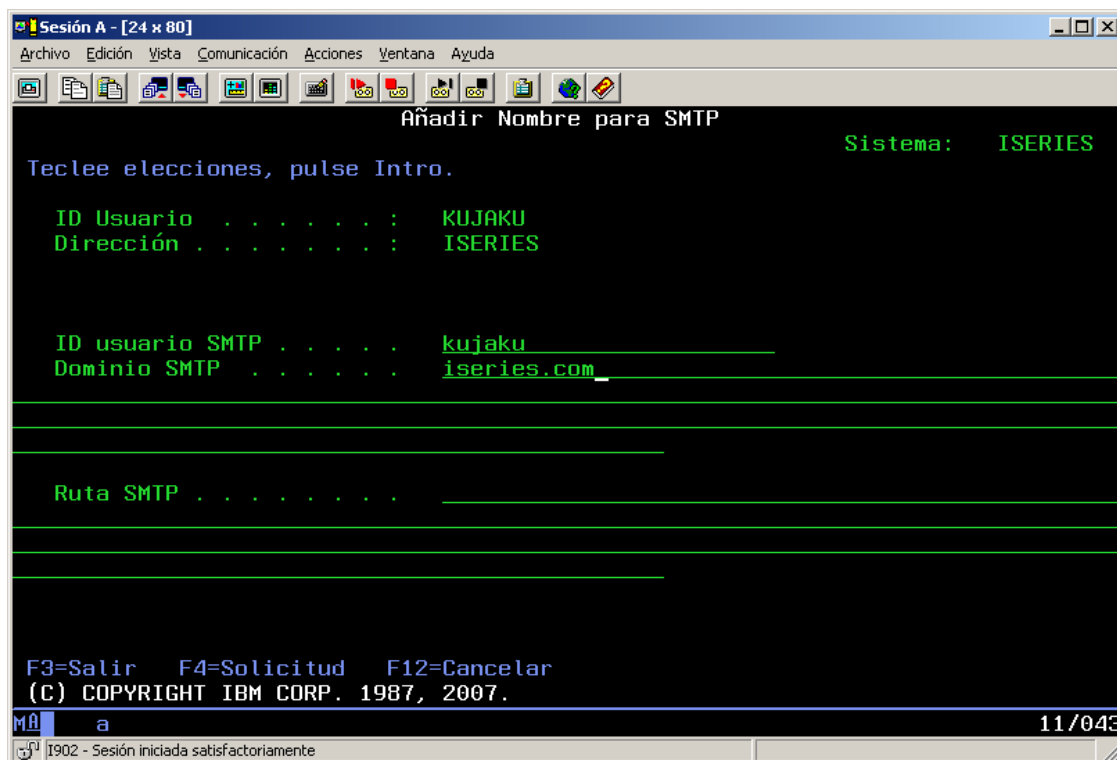 Sesión A - [24 x 80]
Archivo Edición Vista Comunicación Acciones Ventana Ayuda
Añadir Nombre para SMTP
Sistema: ISERIES
Teclee elecciones, pulse Intro.
ID Usuario . . . . . . : KUJAKU
Dirección . . . . . . . : ISERIES
ID usuario SMTP . . . . . kujaku
Dominio SMTP . . . . . . iseries.com
Ruta SMTP . . . . . . . .
F3=Salir F4=Solicitud F12=Cancelar
(C) COPYRIGHT IBM CORP. 1987, 2007.
MA a 11/043
I902 - Sesión iniciada satisfactoriamente